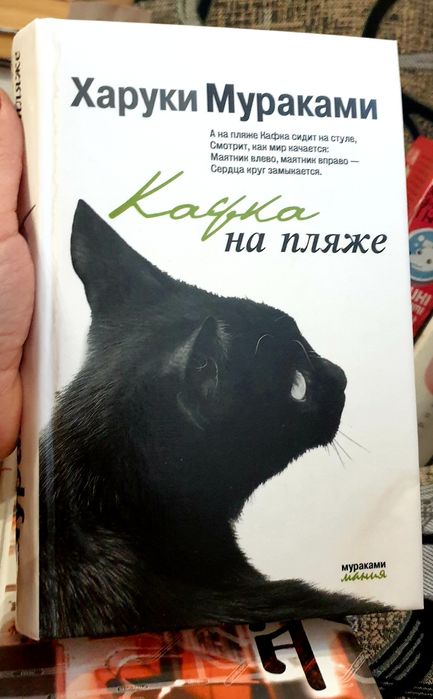 Харуки Мураками
А на пляже Кафка сидит на стуле,
Смотрит, как мир качается:
Маятник влево, маятник вправо —
Сердца круг замыкается.
Кафка
на пляже
мураками
мания